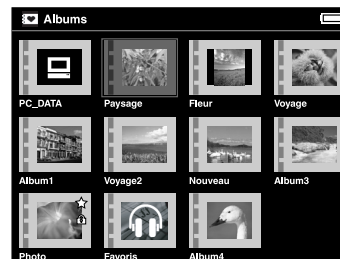 Albums
PC_DATA Paysage Fleur Voyage
Album1 Voyage2 Nouveau Album3
Photo Favoris Album4